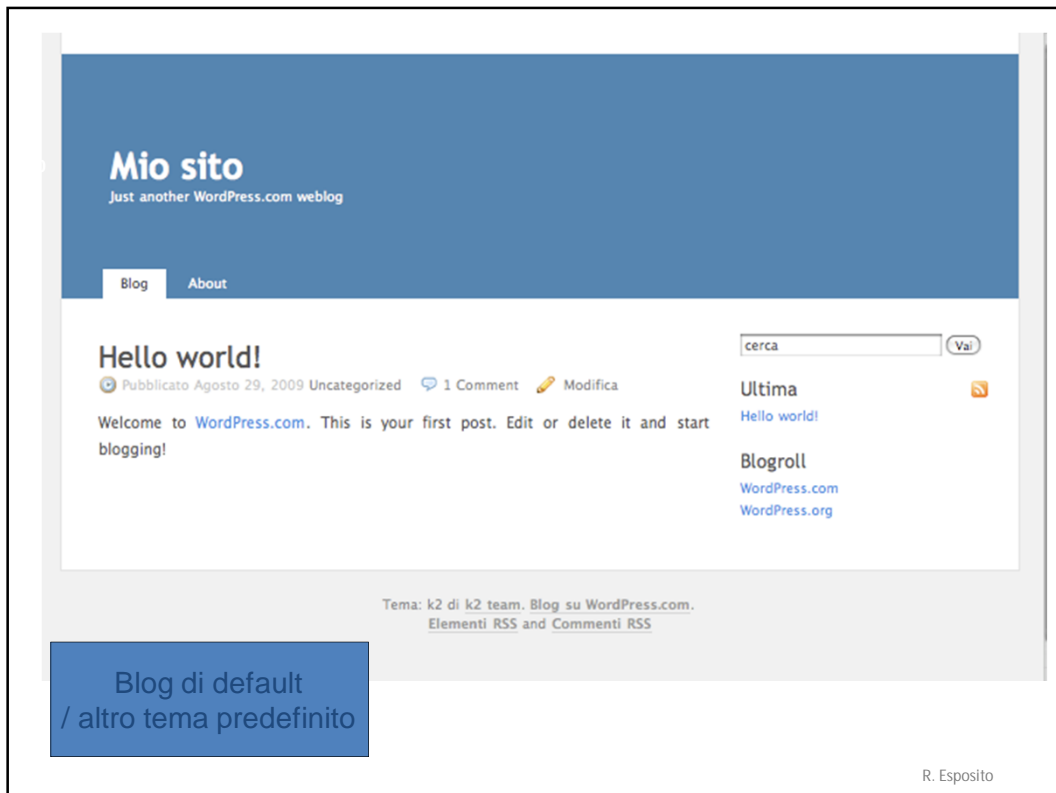 Mio sito
Just another WordPress.com weblog
Blog About
Hello world!
Pubblicato Agosto 29, 2009 Uncategorized 1 Comment Modifica
Welcome to WordPress.com. This is your first post. Edit or delete it and start
blogging!
cerca Vai
Ultima
Hello world!
Blogroll
WordPress.com
WordPress.org
Tema: k2 di k2 team. Blog su WordPress.com.
Elementi RSS and Commenti RSS
Blog di default
/ altro tema predefinito
R. Esposito